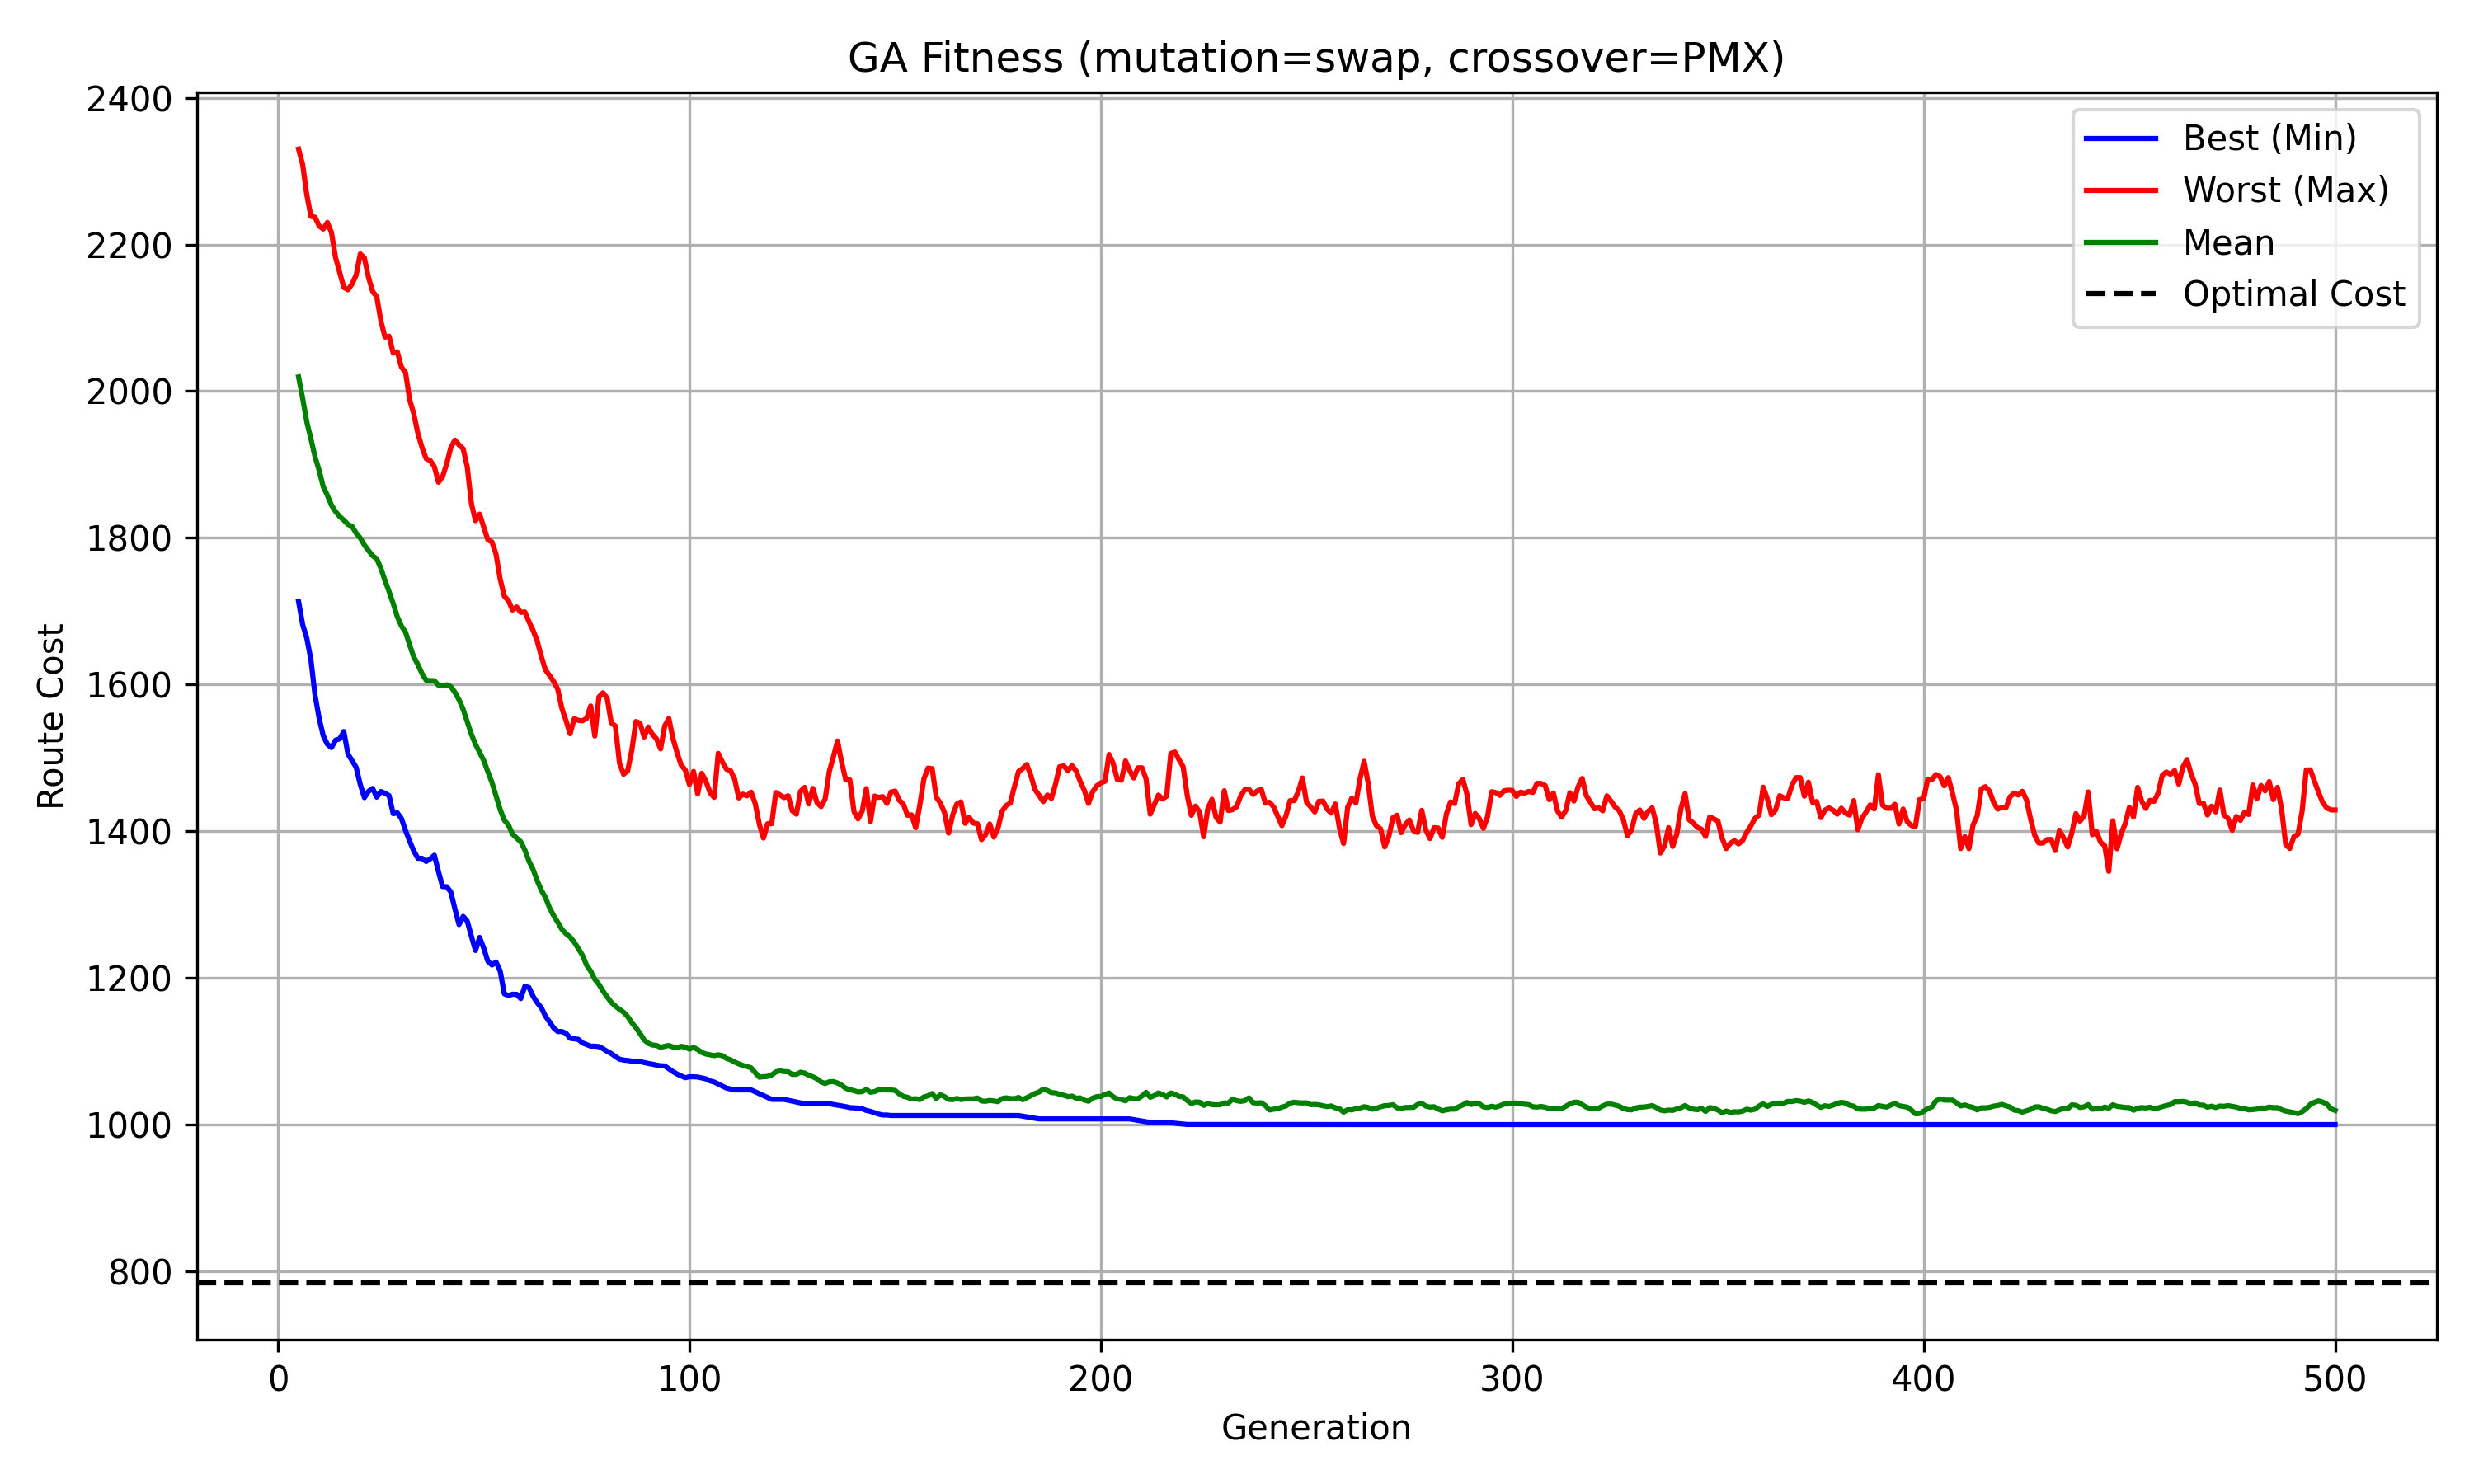 GA Fitness (mutation=swap, crossover=PMX)
2400
2200
2000
1800
1600
1400
1200
1000
800
Route Cost
Best (Min)
Worst (Max)
Mean
Optimal Cost
0 100 200 300 400 500
Generation